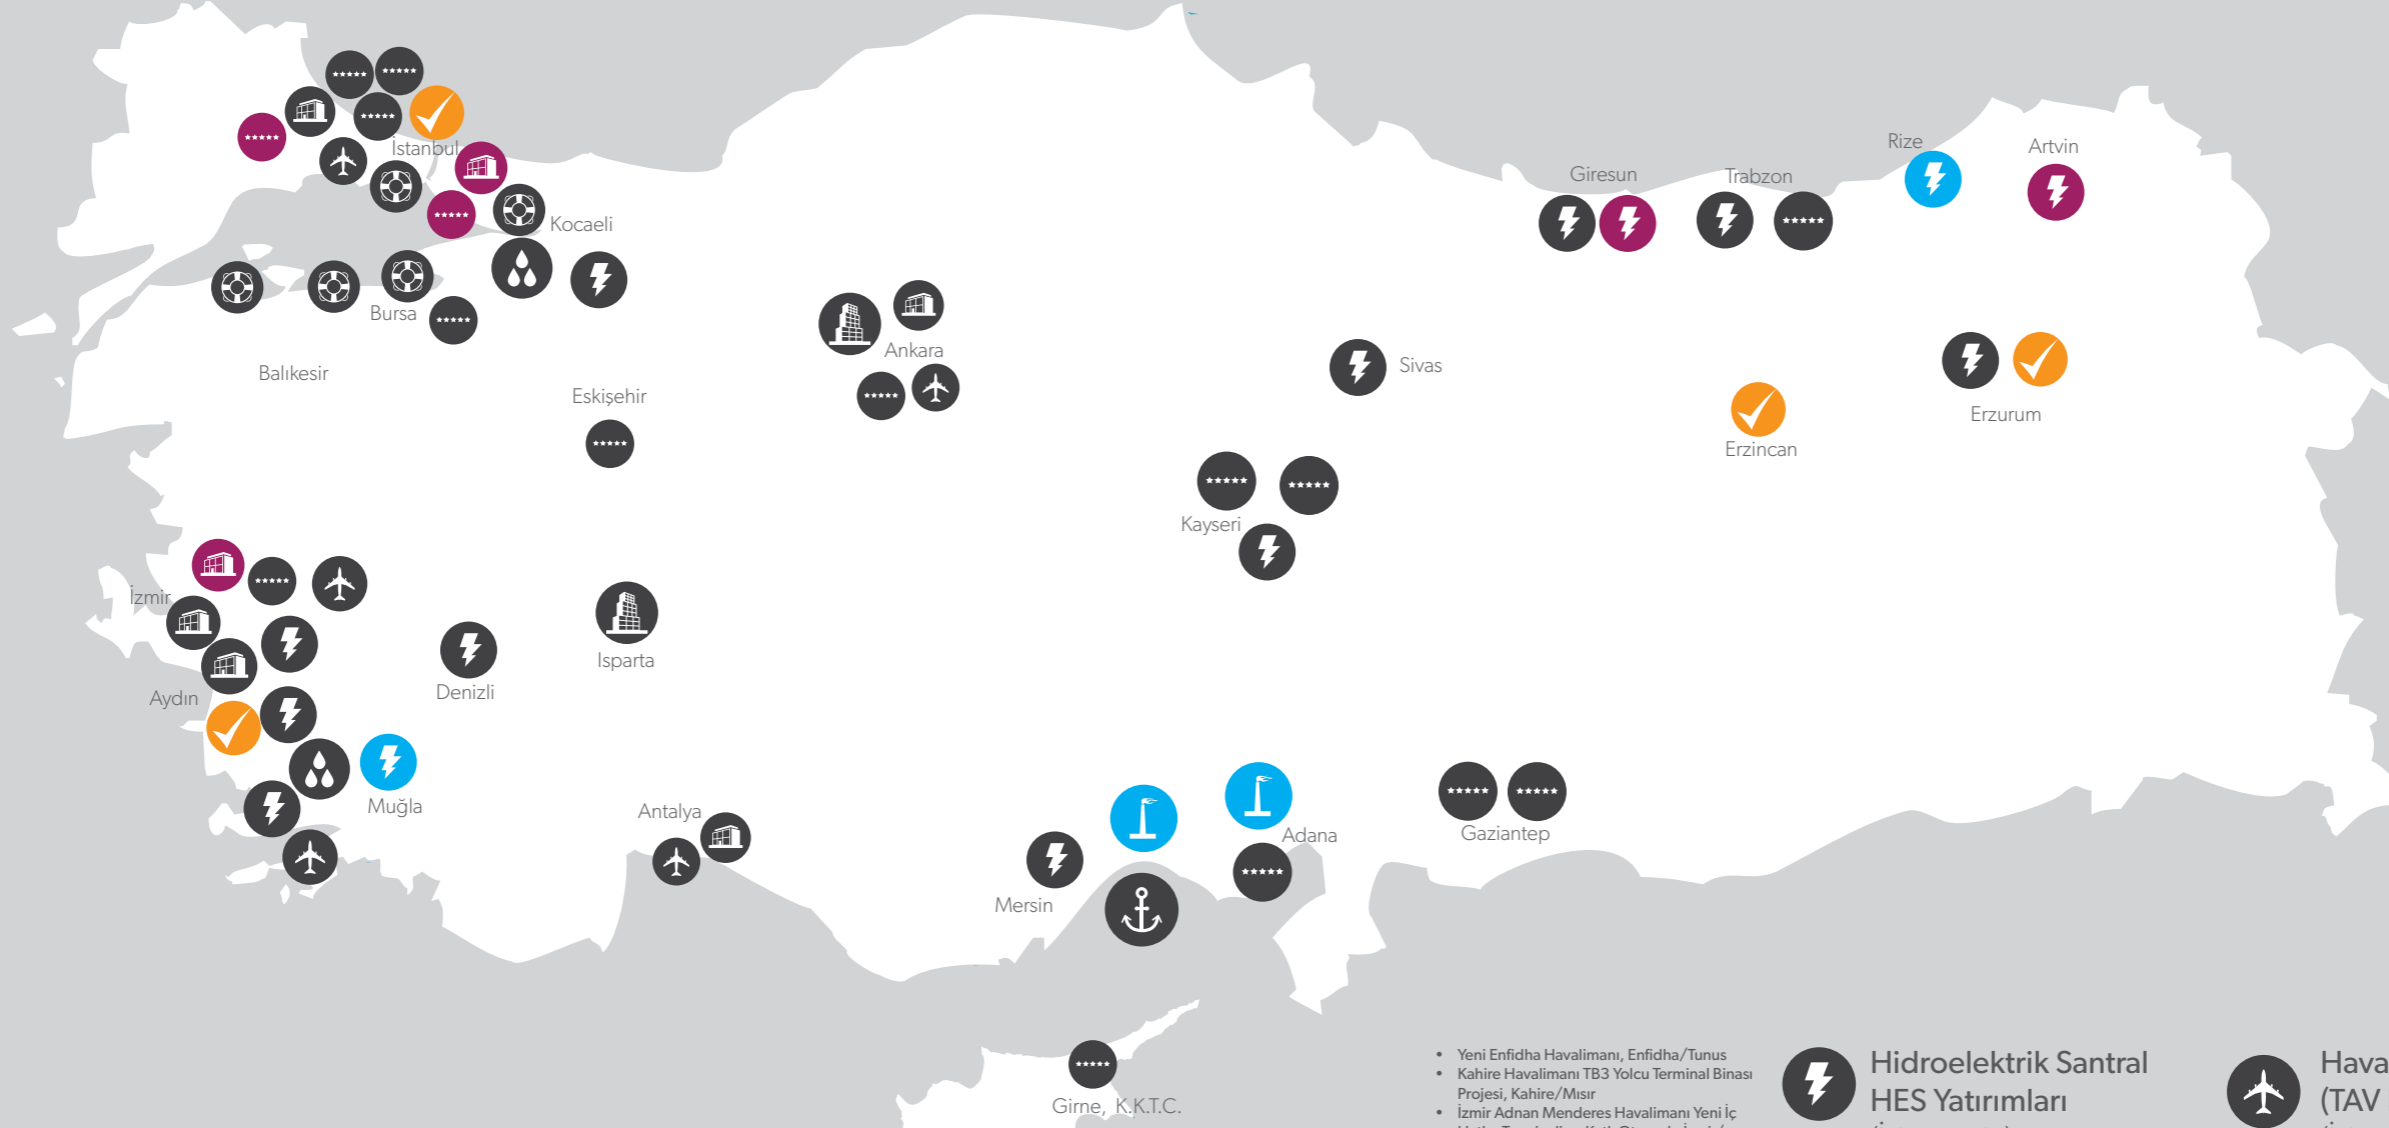 İstanbul
Kocaeli
Bursa
Balıkesir
Eskişehir
Ankara
Sivas
Kayseri
Giresun
Trabzon
Rize
Artvin
Erzincan
Erzurum
İzmir
Aydın
Denizli
Isparta
Muğla
Antalya
Mersin
Adana
Gaziantep
Girne, K.K.T.C.
• Yeni Enfidha Havalimanı, Enfidha/Tunus
• Kahire Havalimanı TB3 Yolcu Terminal Binası
Projesi, Kahire/Mısır
• İzmir Adnan Menderes Havalimanı Yeni İç
Hidroelektrik Santral
HES Yatırımları
Hava
(TAV